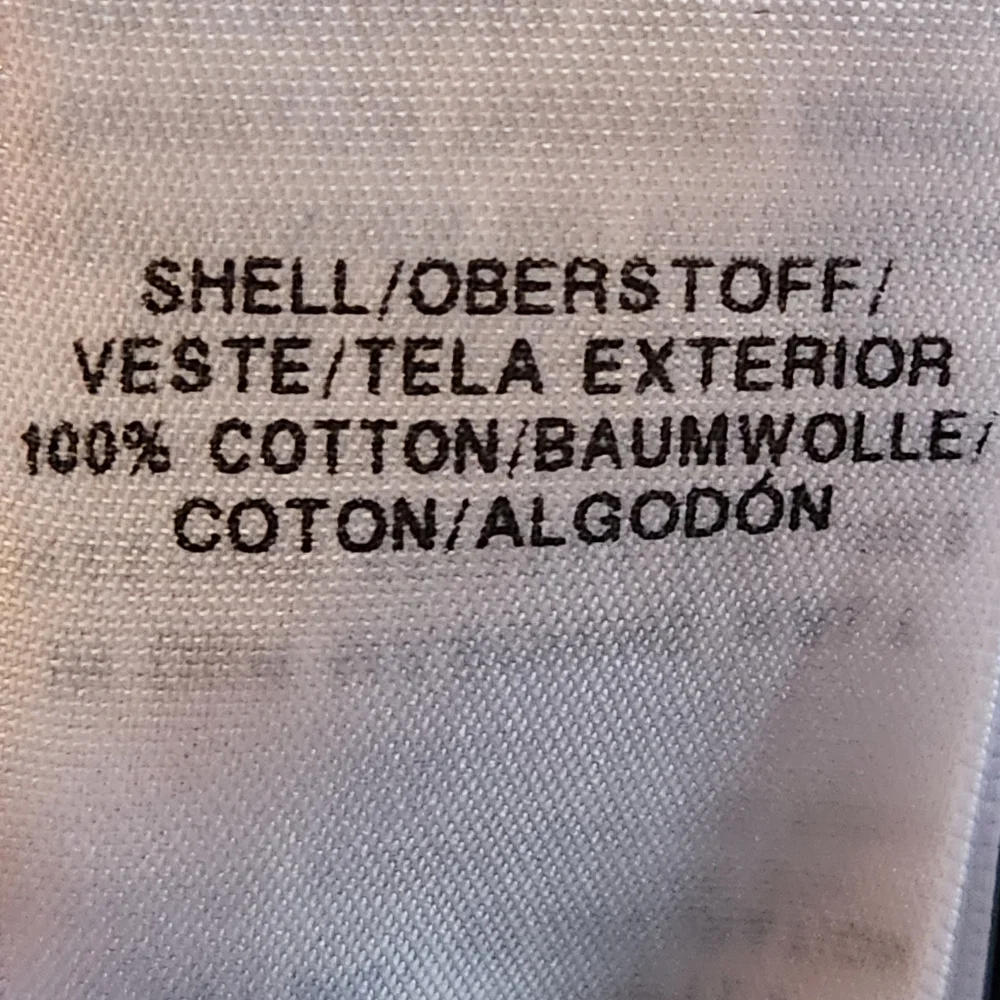 SHELL/OBERSTOFF/
VESTE/TELA EXTERIOR
100% COTTON/BAUMWOLLE/
COTON/ALGODÓN